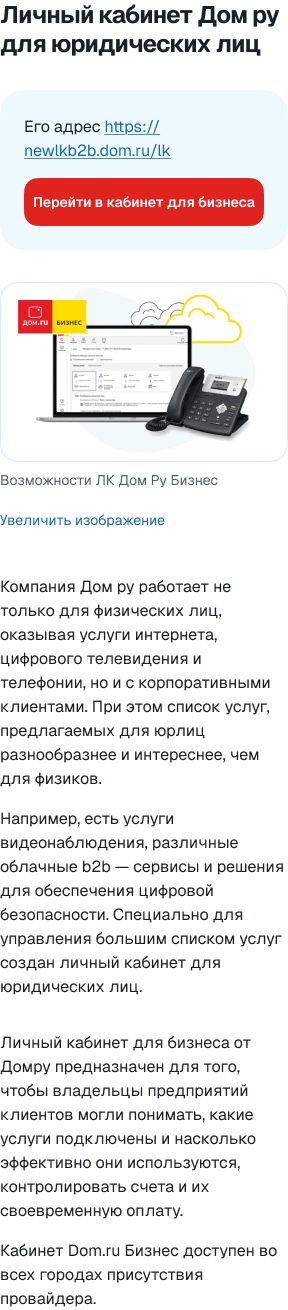 Личный кабинет Дом ру
для юридических лиц
Его адрес https://
newlkb2b.dom.ru/lk
Перейти в кабинет для бизнеса
ДОМ.ru БИЗНЕС
Возможности ЛК Дом Ру Бизнес
Увеличить изображение
Компания Дом ру работает не
только для физических лиц,
оказывая услуги интернета,
цифрового телевидения и
телефонии, но и с корпоративными
клиентами. При этом список услуг,
предлагаемых для юрлиц
разнообразнее и интереснее, чем
для физиков.
Например, есть услуги
видеонаблюдения, различные
облачные b2b — сервисы и решения
для обеспечения цифровой
безопасности. Специально для
управления большим списком услуг
создан личный кабинет для
юридических лиц.
Личный кабинет для бизнеса от
Домру предназначен для того,
чтобы владельцы предприятий
клиентов могли понимать, какие
услуги подключены и насколько
эффективно они используются,
контролировать счета и их
своевременную оплату.
Кабинет Dom.ru Бизнес доступен во
всех городах присутствия
провайдера.